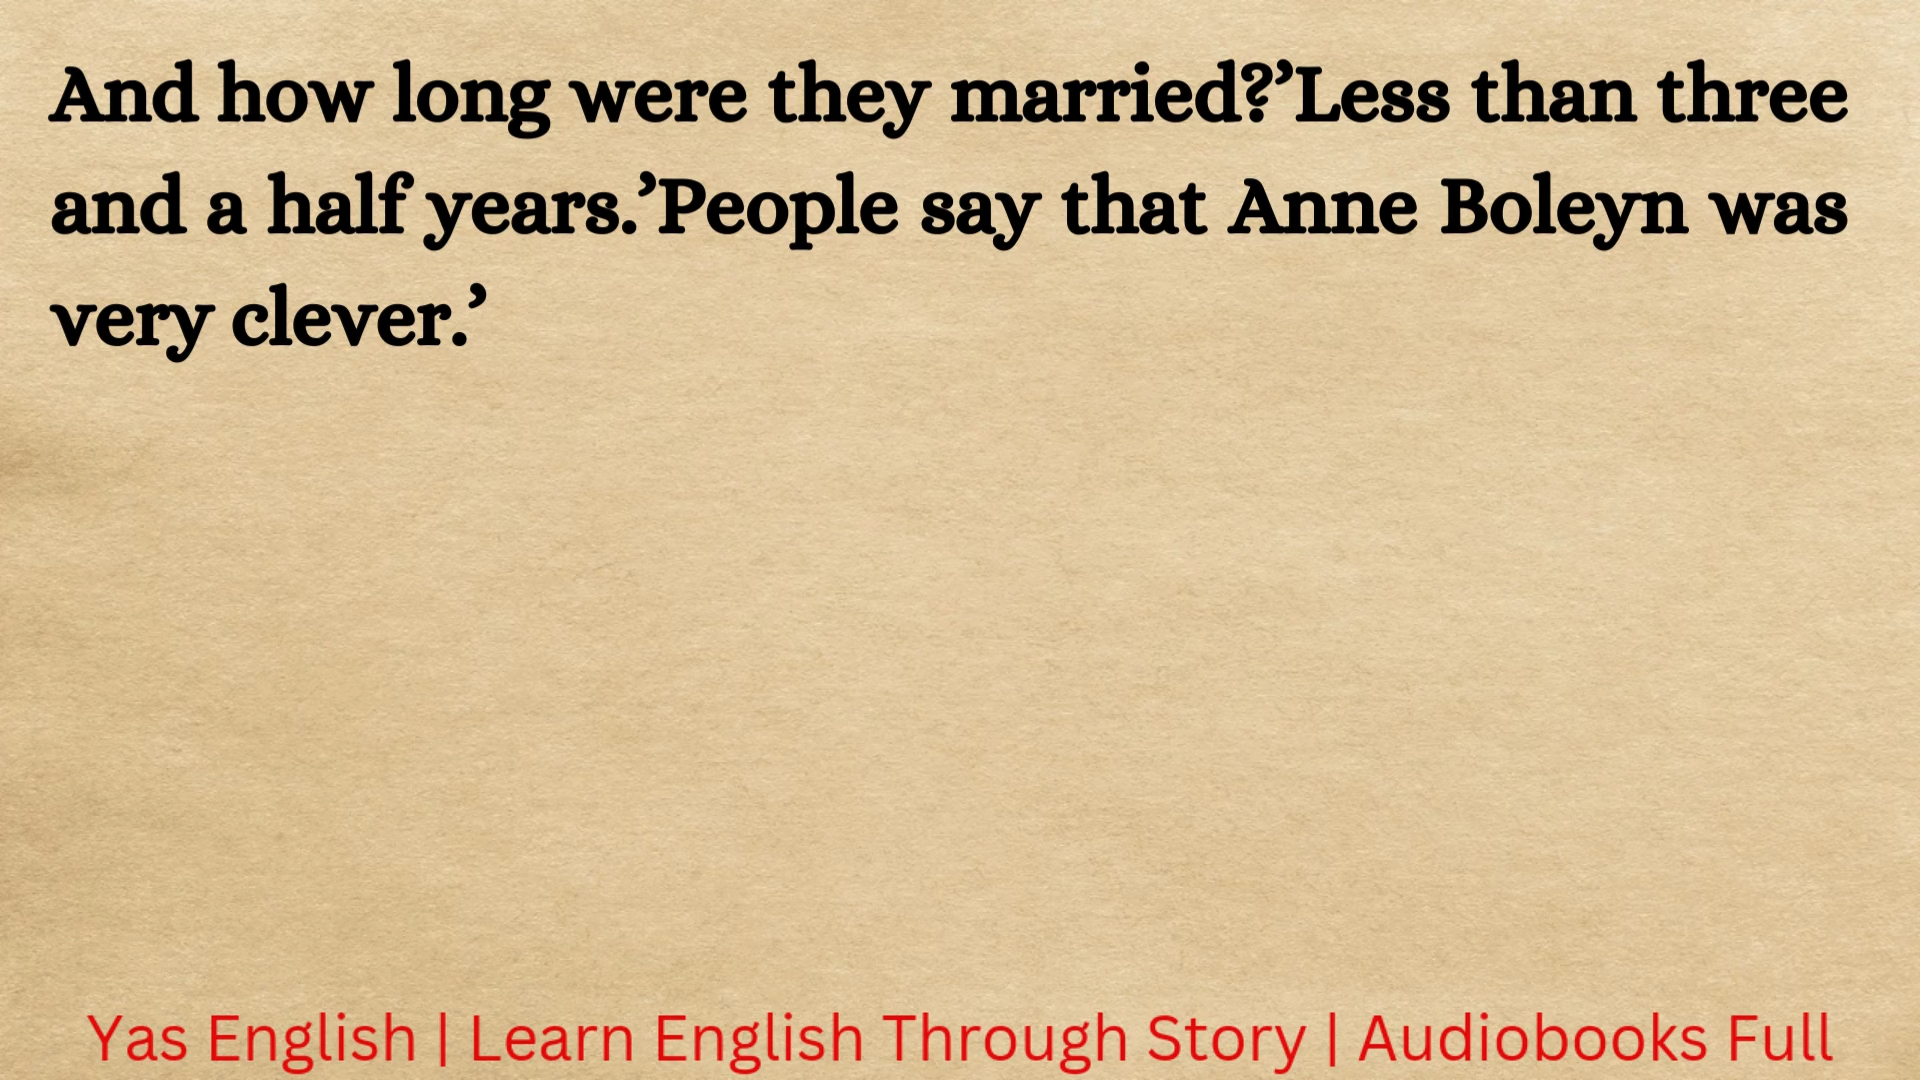 And how long were they married?’Less than three
and a half years.’People say that Anne Boleyn was
very clever.’
Yas English | Learn English Through Story | Audiobooks Full